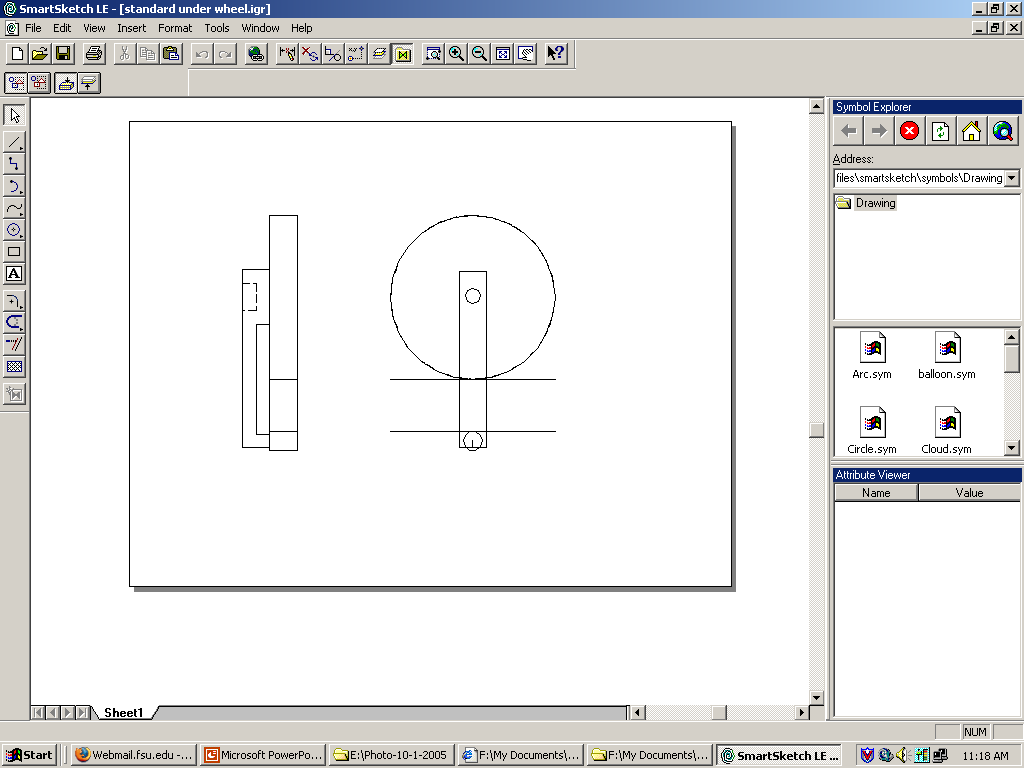 SmartSketch LE - [standard under wheel.igr]
File Edit View Insert Format Tools Window Help
Symbol Explorer
Address:
files\smartsketch\symbols\Drawing
Drawing
A
Arc.sym balloon.sym
Circle.sym Cloud.sym
Attribute Viewer
Name Value
Sheet1
NUM
Start Webmail.fsu.edu -... Microsoft PowerPo... E:\Photo-10-1-2005 F:\My Documents\... F:\My Documents\... SmartSketch LE ... 11:18 AM